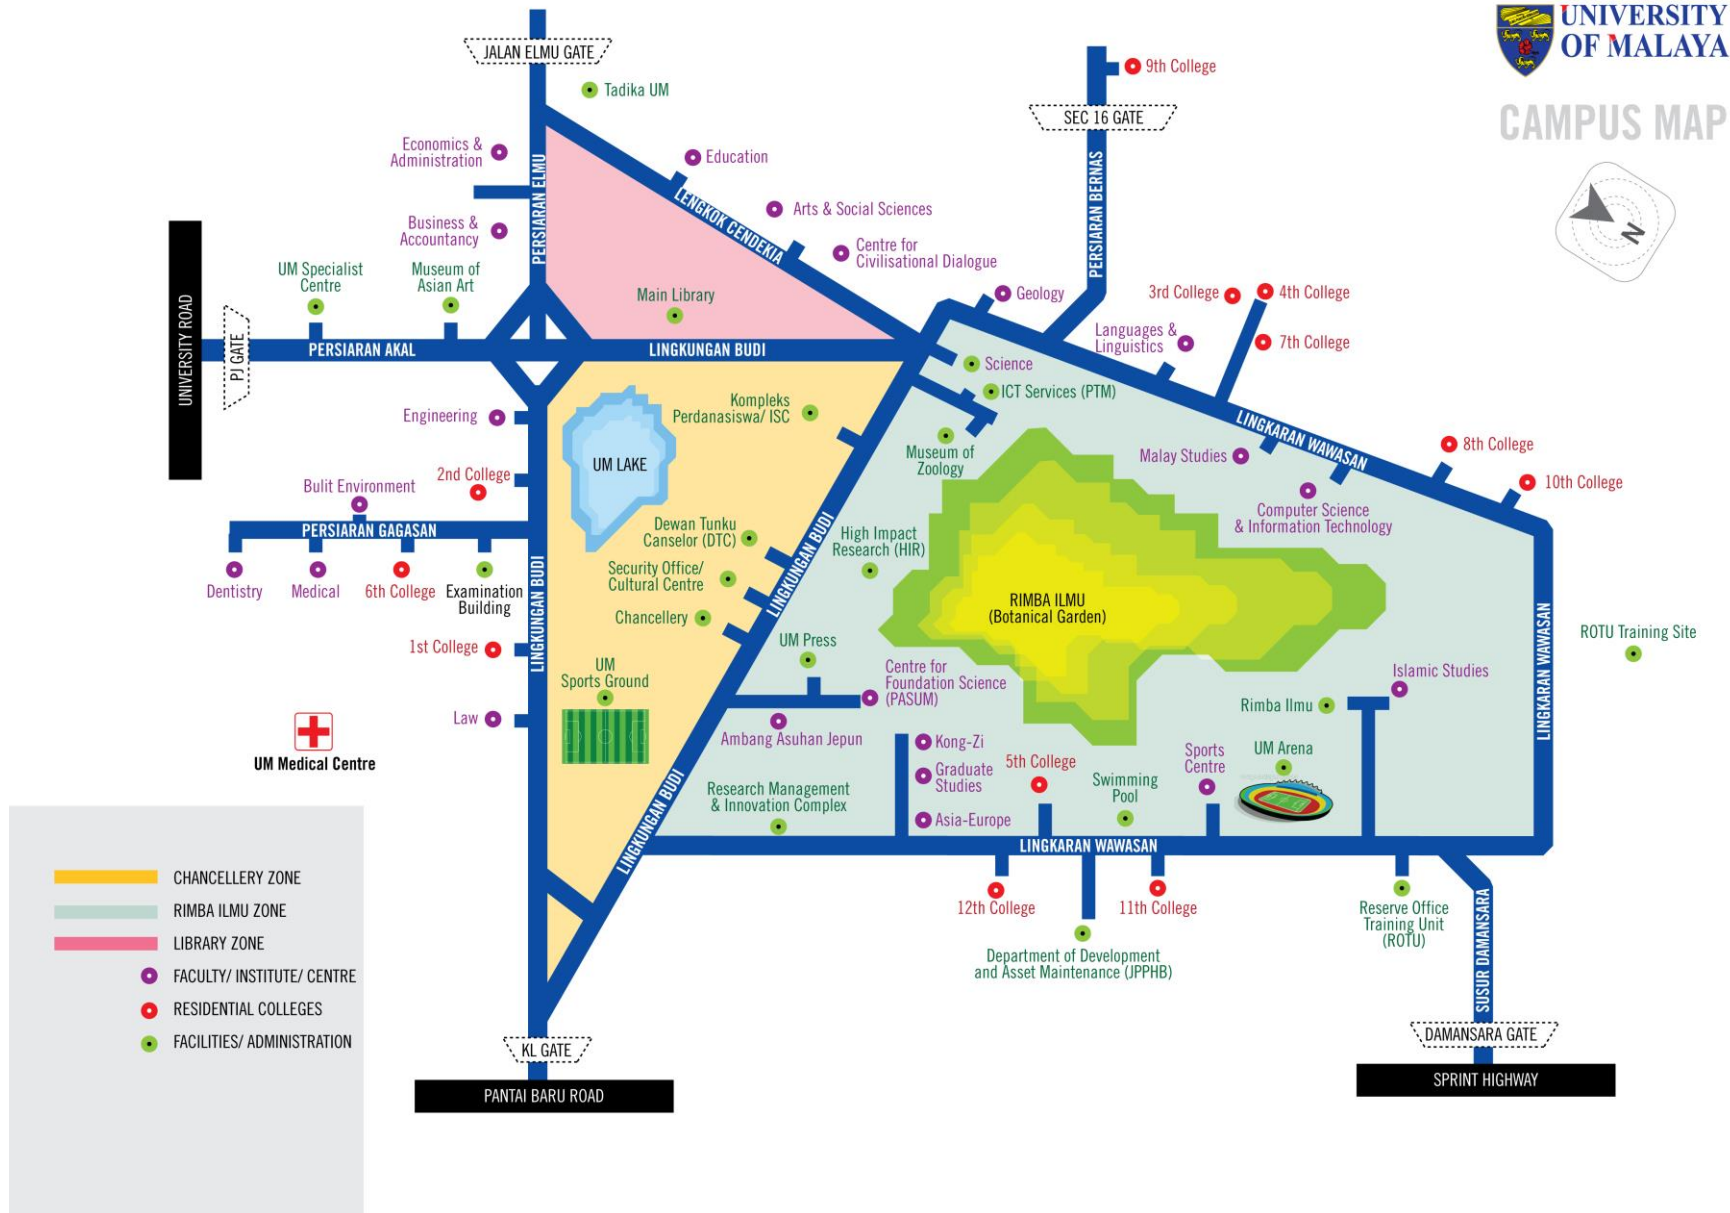 UNIVERSITY
OF MALAYA
CAMPUS MAP
N
JALAN ELMU GATE
Tadika UM
9th College
SEC 16 GATE
Economics &
Administration
PERSIARAN ELMU
Education
LENGKOK CENDEKIA
Arts & Social Sciences
PERSIARAN BERNAS
Business &
Accountancy
Centre for
Civilisational Dialogue
UNIVERSITY ROAD
PJ GATE
UM Specialist
Centre
Museum of
Asian Art
Main Library
Geology
3rd College
4th College
7th College
Languages &
Linguistics
PERSIARAN AKAL
LINGKUNGAN BUDI
Science
ICT Services (PTM)
Kompleks
Perdanasiswa/ ISC
Engineering
UM LAKE
Museum of
Zoology
LINGKARAN WAWASAN
Malay Studies
8th College
10th College
2nd College
Bulit Environment
Computer Science
& Information Technology
PERSIARAN GAGASAN
Dewan Tunku
Canselor (DTC)
LINGKUNGAN BUDI
High Impact
Research (HIR)
Security Office/
Cultural Centre
Dentistry
Medical
6th College
Examination
Building
LINGKUNGAN BUDI
Chancellery
RIMBA ILMU
(Botanical Garden)
LINGKARAN WAWASAN
ROTU Training Site
1st College
UM
Sports Ground
UM Press
Centre for
Foundation Science
(PASUM)
Islamic Studies
Rimba Ilmu
Law
Ambang Asuhan Jepun
Kong-Zi
Graduate
Studies
Asia-Europe
5th College
Swimming
Pool
Sports
Centre
UM Arena
UM Medical Centre
Research Management
& Innovation Complex
LINGKUNGAN BUDI
LINGKARAN WAWASAN
12th College
11th College
Reserve Office
Training Unit
(ROTU)
Department of Development
and Asset Maintenance (JPPHB)
SUSUR DAMANSARA
CHANCELLERY ZONE
RIMBA ILMU ZONE
LIBRARY ZONE
FACULTY/ INSTITUTE/ CENTRE
RESIDENTIAL COLLEGES
FACILITIES/ ADMINISTRATION
KL GATE
PANTAI BARU ROAD
DAMANSARA GATE
SPRINT HIGHWAY